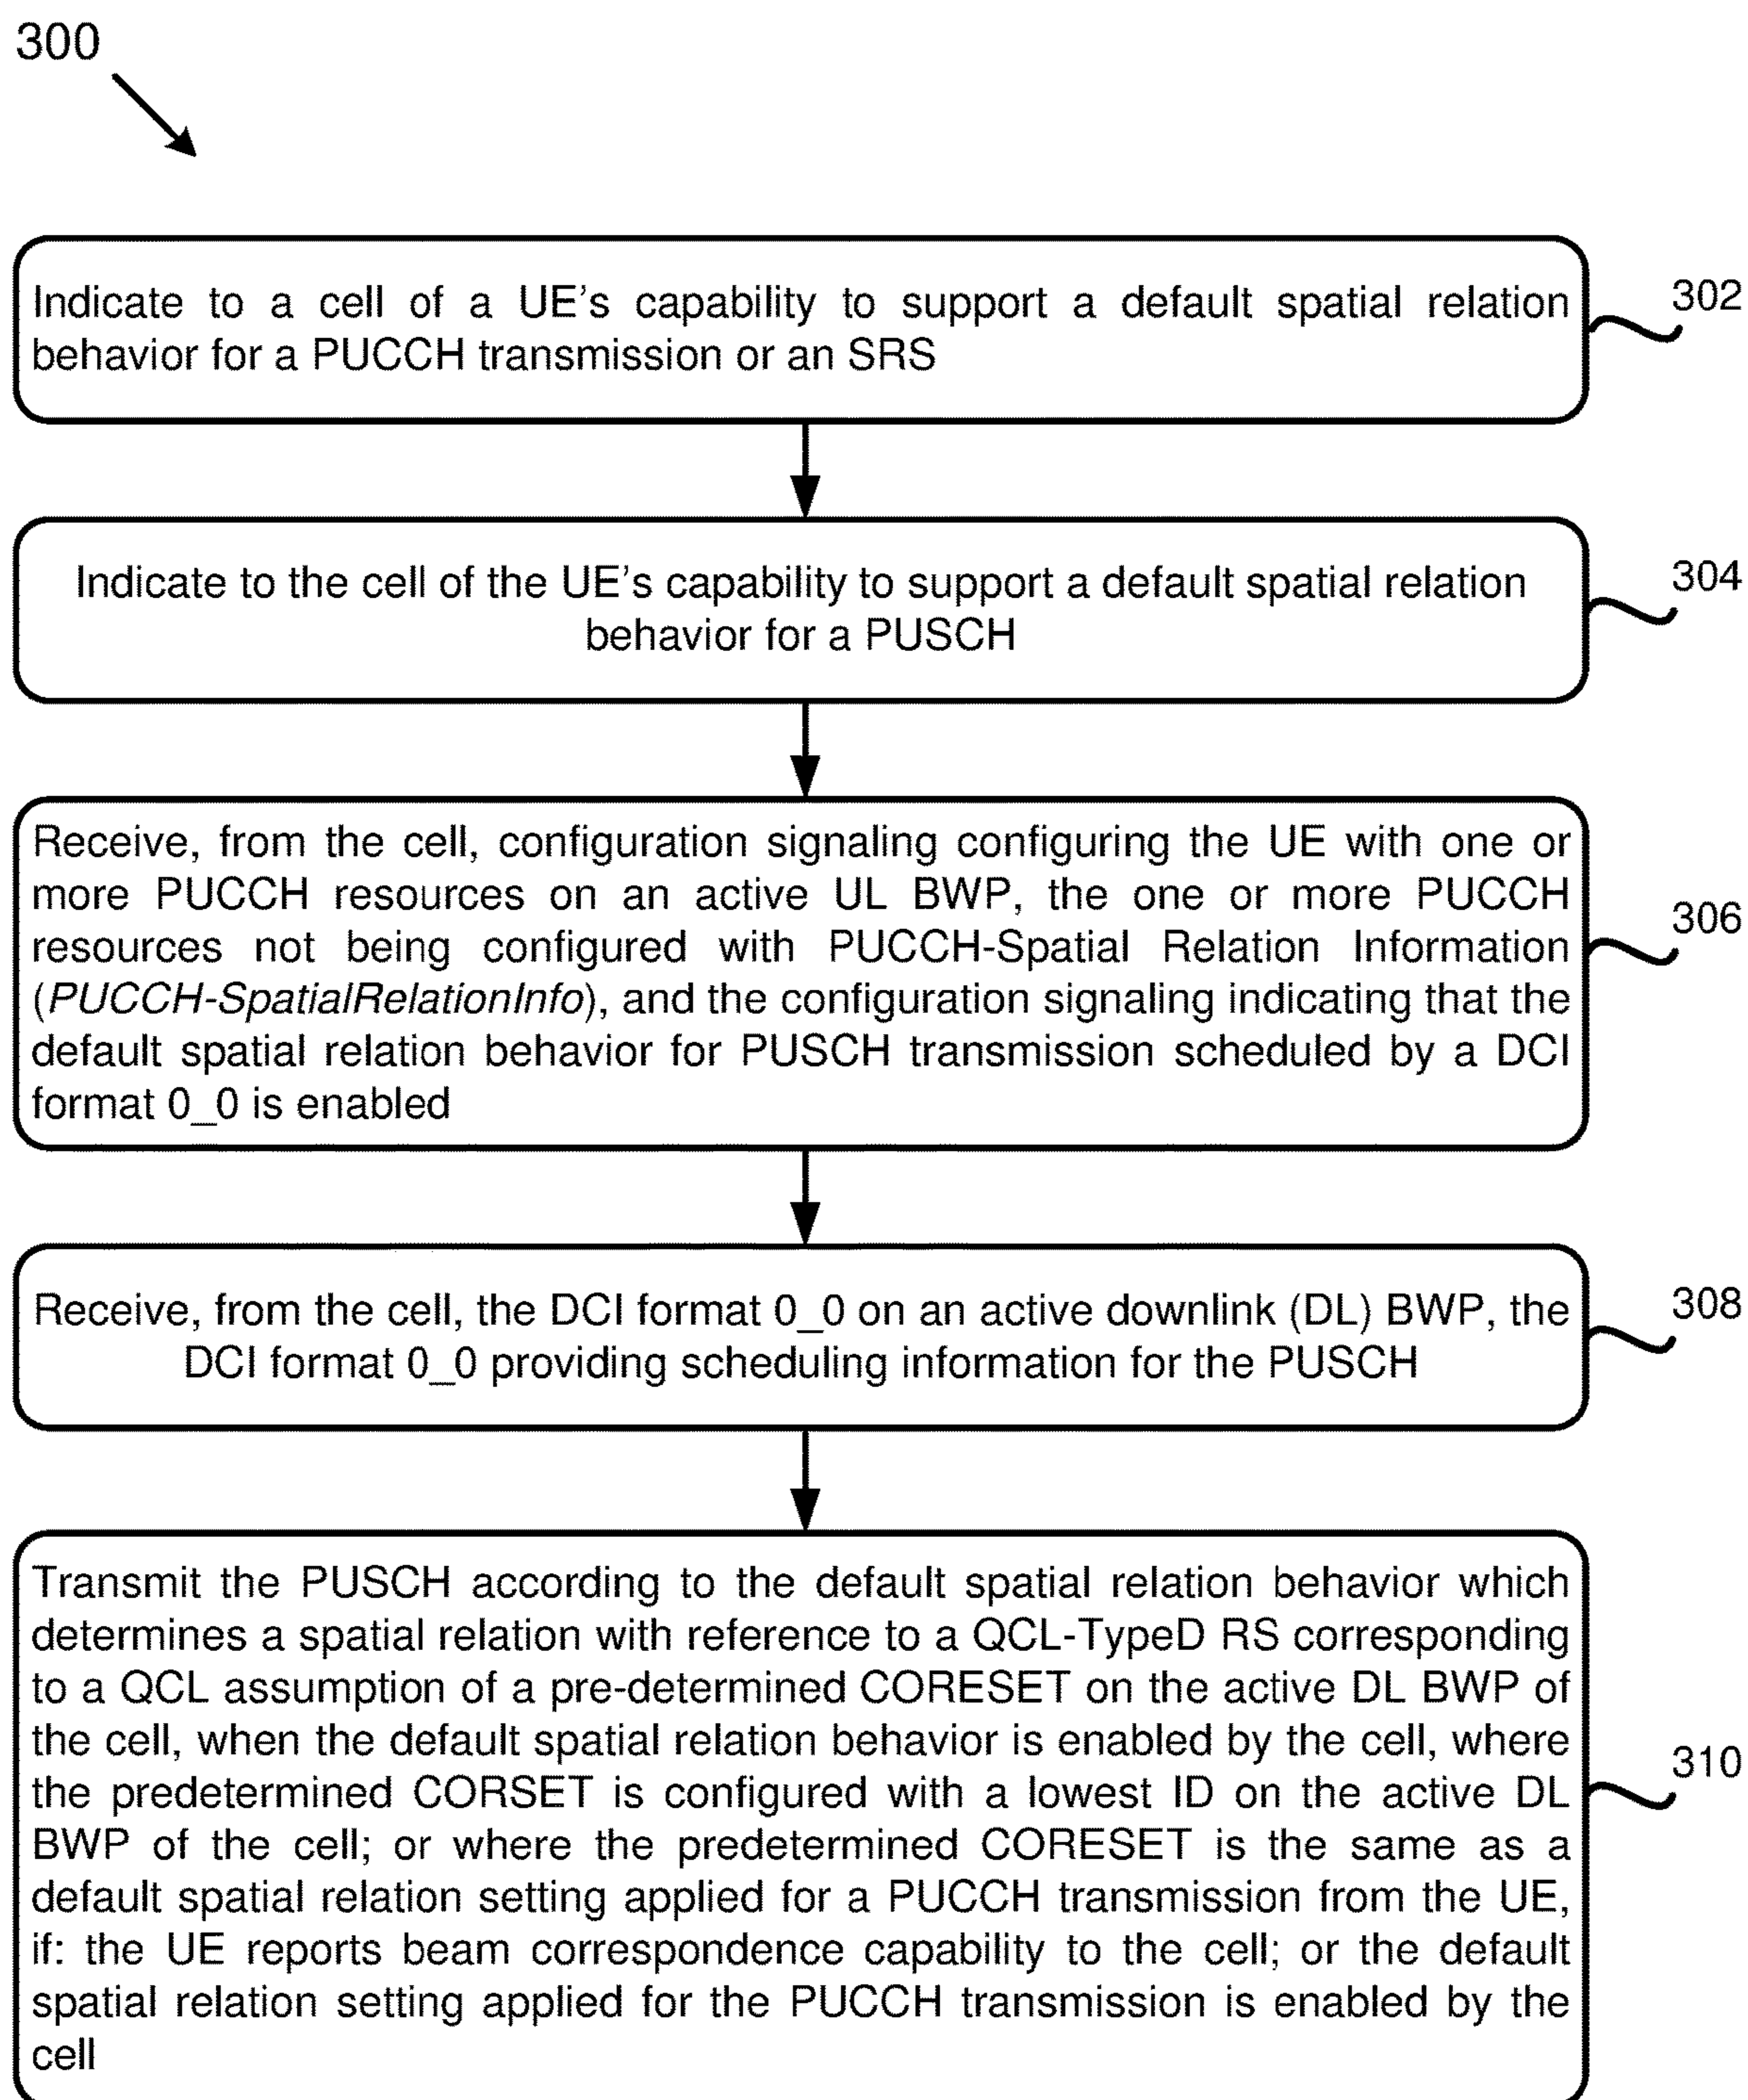 300
Indicate to a cell of a UE's capability to support a default spatial relation
behavior for a PUCCH transmission or an SRS
302
Indicate to the cell of the UE's capability to support a default spatial relation
behavior for a PUSCH
304
Receive, from the cell, configuration signaling configuring the UE with one or
more PUCCH resources on an active UL BWP, the one or more PUCCH
resources not being configured with PUCCH-Spatial Relation Information
(PUCCH-SpatialRelationInfo), and the configuration signaling indicating that the
default spatial relation behavior for PUSCH transmission scheduled by a DCI
format 0_0 is enabled
306
Receive, from the cell, the DCI format 0_0 on an active downlink (DL) BWP, the
DCI format 0_0 providing scheduling information for the PUSCH
308
Transmit the PUSCH according to the default spatial relation behavior which
determines a spatial relation with reference to a QCL-TypeD RS corresponding
to a QCL assumption of a pre-determined CORESET on the active DL BWP of
the cell, when the default spatial relation behavior is enabled by the cell, where
the predetermined CORSET is configured with a lowest ID on the active DL
BWP of the cell; or where the predetermined CORESET is the same as a
default spatial relation setting applied for a PUCCH transmission from the UE,
if: the UE reports beam correspondence capability to the cell; or the default
spatial relation setting applied for the PUCCH transmission is enabled by the
cell
310